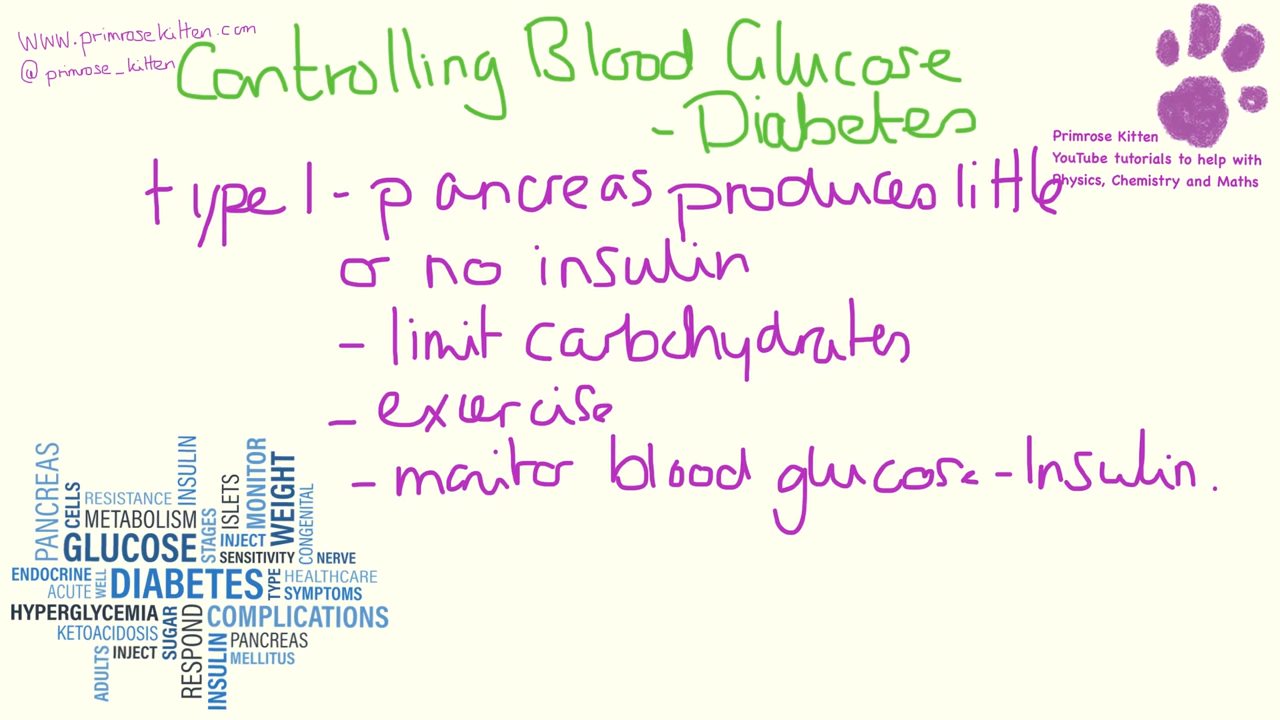 www.primrosekitten.com
@primrose_kitten
Controlling Blood Glucose
- Diabetes
Primrose Kitten
YouTube tutorials to help with
Physics, Chemistry and Maths
type 1 - pancreas produces little
or no insulin
- limit carbohydrates
- excercise
- monitor blood glucose - Insulin.
PANCREAS
CELLS
RESISTANCE
INSULIN
METABOLISM
GLUCOSE
STAGES
ISLETS
MONITOR
WEIGHT
CONGENITAL
INJECT
SENSITIVITY
NERVE
ENDOCRINE
ACUTE
WELL
DIABETES
TYPE
HEALTHCARE
SYMPTOMS
HYPERGLYCEMIA
SUGAR
RESPOND
COMPLICATIONS
KETOACIDOSIS
ADULTS
INJECT
INSULIN
PANCREAS
MELLITUS